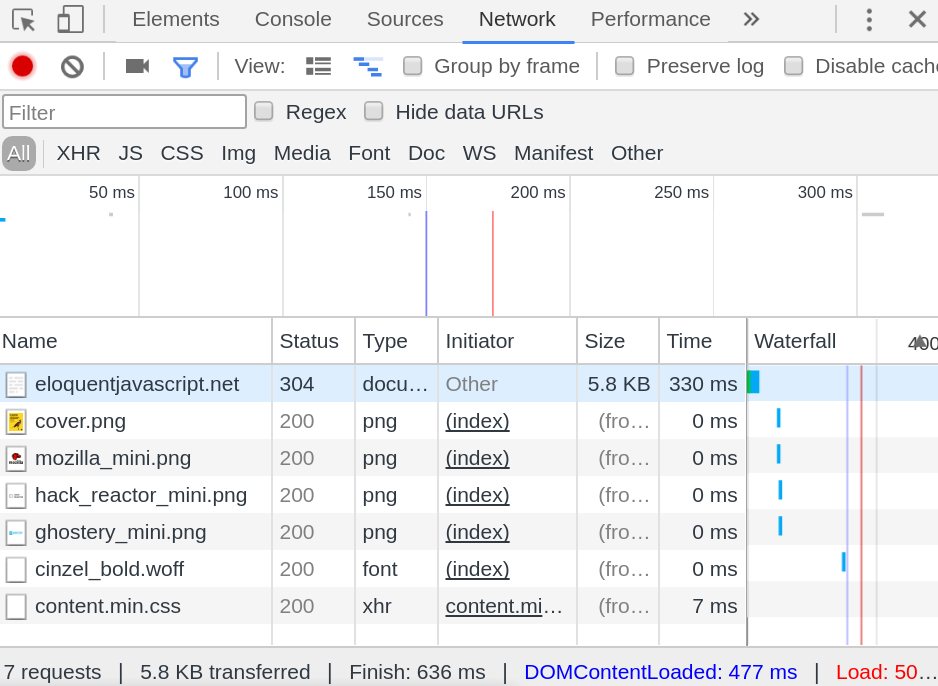 Elements Console Sources Network Performance »
View: Group by frame Preserve log Disable cach
Filter Regex Hide data URLs
All XHR JS CSS Img Media Font Doc WS Manifest Other
50 ms 100 ms 150 ms 200 ms 250 ms 300 ms
Name Status Type Initiator Size Time Waterfall 400
eloquentjavascript.net 304 docu… Other 5.8 KB 330 ms
cover.png 200 png (index) (fro… 0 ms
mozilla_mini.png 200 png (index) (fro… 0 ms
hack_reactor_mini.png 200 png (index) (fro… 0 ms
ghostery_mini.png 200 png (index) (fro… 0 ms
cinzel_bold.woff 200 font (index) (fro… 0 ms
content.min.css 200 xhr content.mi… (fro… 7 ms
7 requests | 5.8 KB transferred | Finish: 636 ms | DOMContentLoaded: 477 ms | Load: 50…